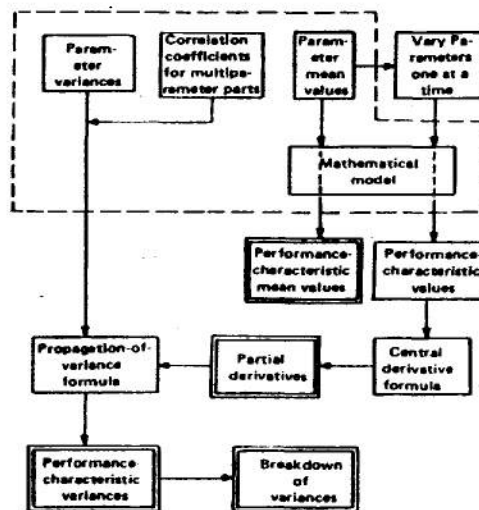 Param-
eter
variances
Correlation
coefficients
for multipa-
rameter parts
Param-
eter
mean
values
Vary Pa-
rameters
one at a
time
Mathematical
model
Performance-
characteristic
mean values
Performance-
characteristic
values
Propagetion-of-
variance
formula
Partial
derivatives
Central
derivative
formula
Performance-
characteristic
variances
Breakdown
of
variances